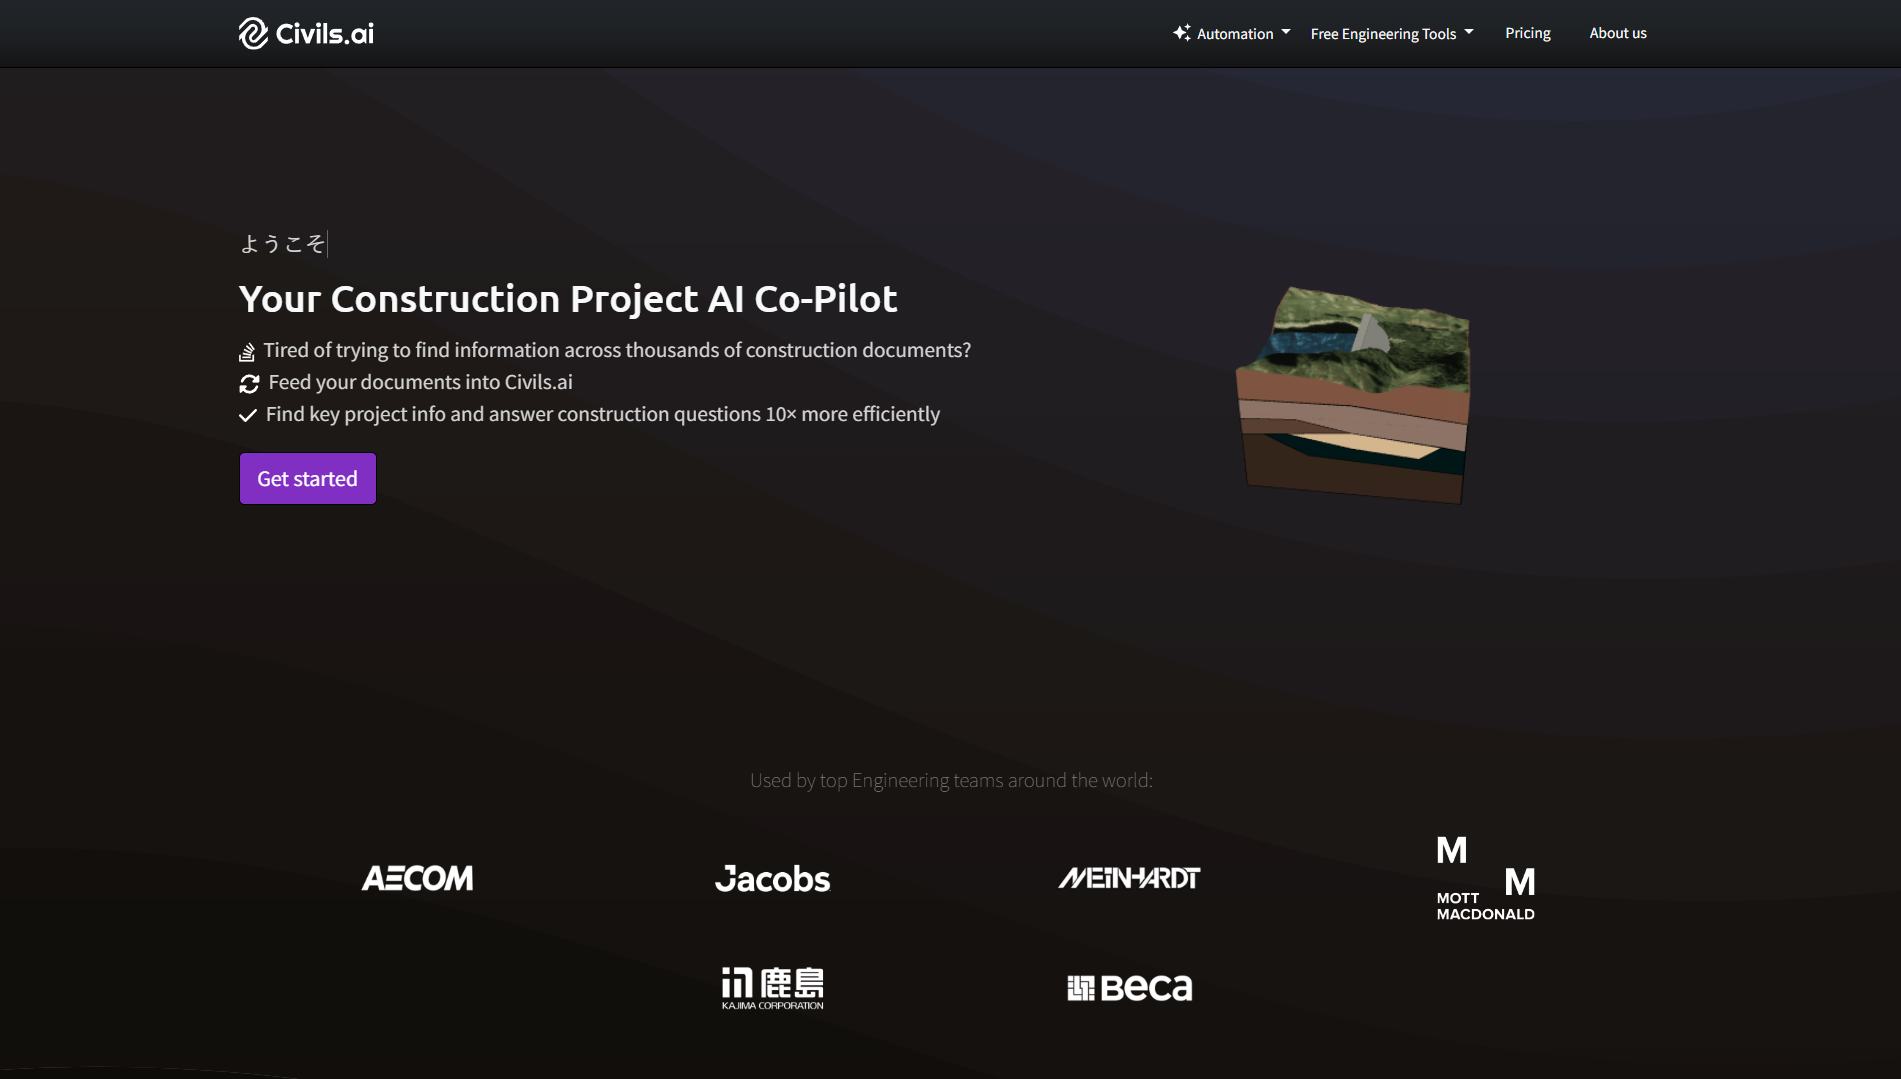 Civils.ai
Automation
Free Engineering Tools
Pricing
About us
ようこそ
Your Construction Project AI Co-Pilot
Tired of trying to find information across thousands of construction documents?
Feed your documents into Civils.ai
Find key project info and answer construction questions 10× more efficiently
Get started
Used by top Engineering teams around the world:
AECOM
Jacobs
MEINHARDT
M
M
MOTT
MACDONALD
鹿島
KAJIMA CORPORATION
Beca